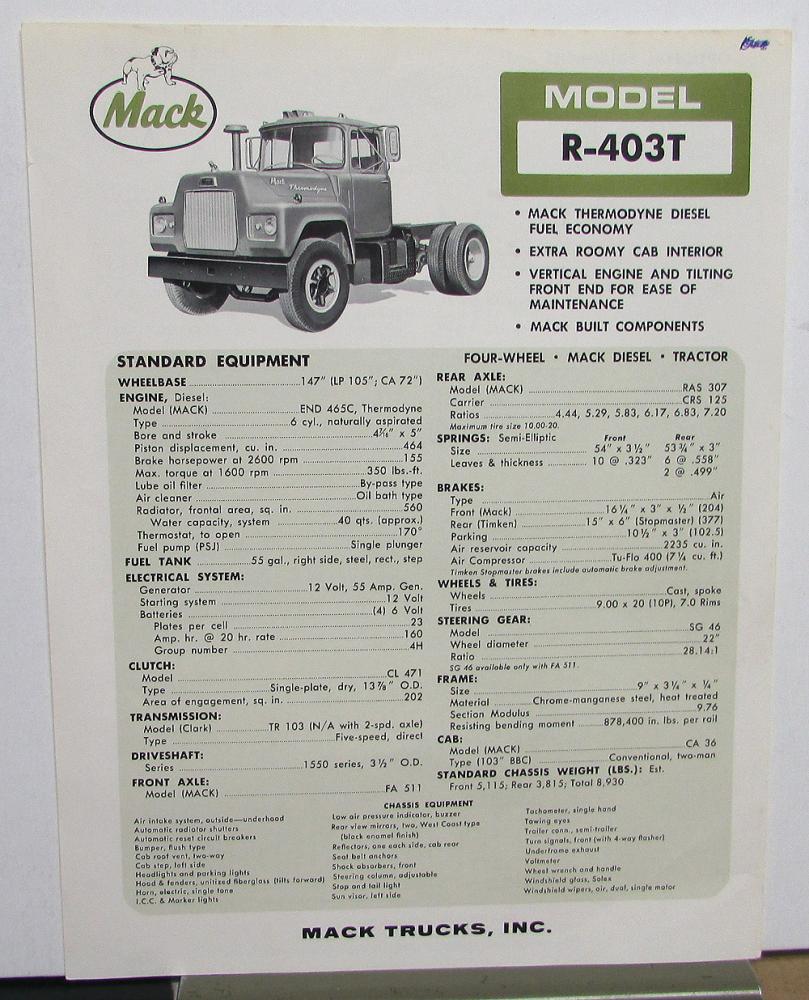 Mack
MODEL
R-403T
Mack Thermodyne
• MACK THERMODYNE DIESEL
FUEL ECONOMY
• EXTRA ROOMY CAB INTERIOR
• VERTICAL ENGINE AND TILTING
FRONT END FOR EASE OF
MAINTENANCE
• MACK BUILT COMPONENTS
STANDARD EQUIPMENT
FOUR-WHEEL • MACK DIESEL • TRACTOR
WHEELBASE 147" (LP 105"; CA 72")
ENGINE, Diesel:
Model (MACK) END 465C, Thermodyne
Type 6 cyl., naturally aspirated
Bore and stroke 4 7/16" x 5"
Piston displacement, cu. in. 464
Brake horsepower at 2600 rpm 155
Max. torque at 1600 rpm 350 lbs.-ft.
Lube oil filter By-pass type
Air cleaner Oil bath type
Radiator, frontal area, sq. in. 560
Water capacity, system 40 qts. (approx.)
Thermostat, to open 170°
Fuel pump (PSJ) Single plunger
FUEL TANK 55 gal., right side, steel, rect., step
ELECTRICAL SYSTEM:
Generator 12 Volt, 55 Amp. Gen.
Starting system 12 Volt
Batteries (4) 6 Volt
Plates per cell 23
Amp. hr. @ 20 hr. rate 160
Group number 4H
CLUTCH:
Model CL 471
Type Single-plate, dry, 13 7/8" O.D.
Area of engagement, sq. in. 202
TRANSMISSION:
Model (Clark) TR 103 (N/A with 2-spd. axle)
Type Five-speed, direct
DRIVESHAFT:
Series 1550 series, 3 1/2" O.D.
FRONT AXLE:
Model (MACK) FA 511
REAR AXLE:
Model (MACK) RAS 307
Carrier CRS 125
Ratios 4.44, 5.29, 5.83, 6.17, 6.83, 7.20
Maximum tire size 10.00-20.
SPRINGS: Semi-Elliptic Front Rear
Size 54" x 3 1/2" 53 3/4" x 3"
Leaves & thickness 10 @ .323" 6 @ .558"
2 @ .499"
BRAKES:
Type Air
Front (Mack) 16 1/4" x 3" x 1/2" (204)
Rear (Timken) 15" x 6" (Stopmaster) (377)
Parking 10 1/2" x 3" (102.5)
Air reservoir capacity 2235 cu. in.
Air Compressor Tu-Flo 400 (7 1/4 cu. ft.)
Timken Stopmaster brakes include automatic brake adjustment.
WHEELS & TIRES:
Wheels Cast, spoke
Tires 9.00 x 20 (10P), 7.0 Rims
STEERING GEAR:
Model SG 46
Wheel diameter 22"
Ratio 28.14:1
SG 46 available only with FA 511.
FRAME:
Size 9" x 3 1/4" x 1/4"
Material Chrome-manganese steel, heat treated
Section Modulus 9.76
Resisting bending moment 878,400 in. lbs. per rail
CAB:
Model (MACK) CA 36
Type (103" BBC) Conventional, two-man
STANDARD CHASSIS WEIGHT (LBS.): Est.
Front 5,115; Rear 3,815; Total 8,930
CHASSIS EQUIPMENT
Air intake system, outside—underhood
Automatic radiator shutters
Automatic reset circuit breakers
Bumper, flush type
Cab roof vent, two-way
Cab step, left side
Headlights and parking lights
Hood & fenders, unitized fiberglass (tilts forward)
Horn, electric, single tone
I.C.C. & Marker lights
Low air pressure indicator, buzzer
Rear view mirrors, two, West Coast type
(black enamel finish)
Reflectors, one each side, cab rear
Seat belt anchors
Shock absorbers, front
Steering column, adjustable
Stop and tail light
Sun visor, left side
Tachometer, single hand
Towing eyes
Trailer conn., semi-trailer
Turn signals, front (with 4-way flasher)
Underframe exhaust
Voltmeter
Wheel wrench and handle
Windshield glass, Solex
Windshield wipers, air, dual, single motor
MACK TRUCKS, INC.